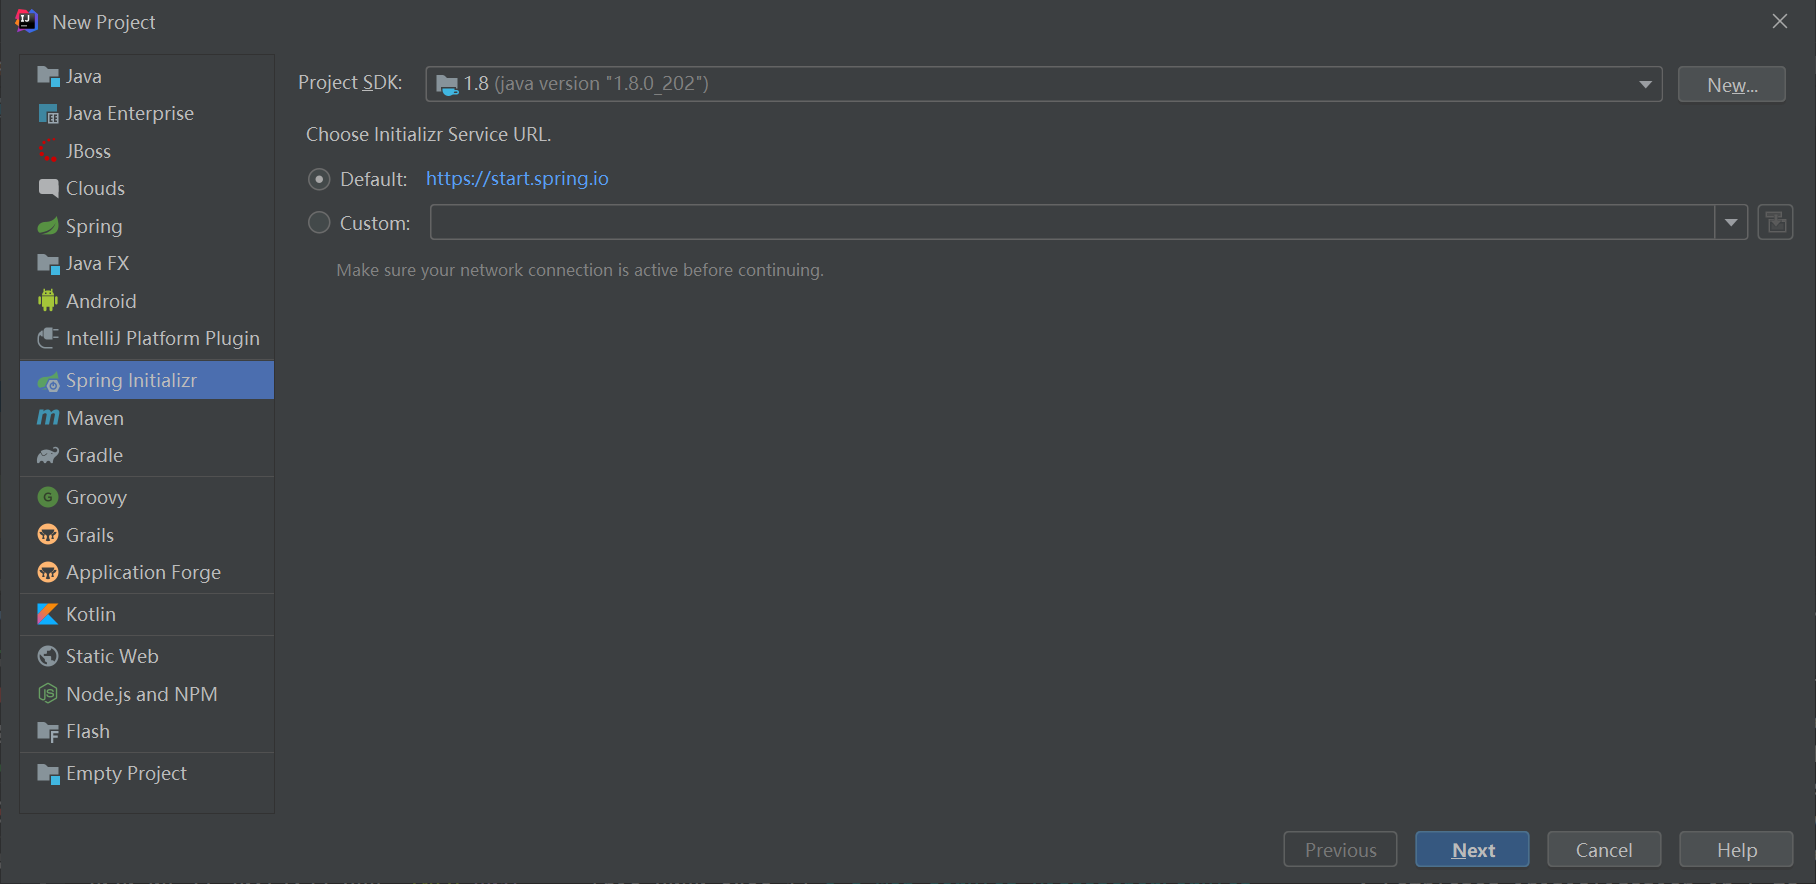 New Project
Java
Java Enterprise
JBoss
Clouds
Spring
Java FX
Android
IntelliJ Platform Plugin
Spring Initializr
Maven
Gradle
Groovy
Grails
Application Forge
Kotlin
Static Web
Node.js and NPM
Flash
Empty Project
Project SDK: 1.8 (java version "1.8.0_202") New...
Choose Initializr Service URL.
Default: https://start.spring.io
Custom:
Make sure your network connection is active before continuing.
Previous Next Cancel Help